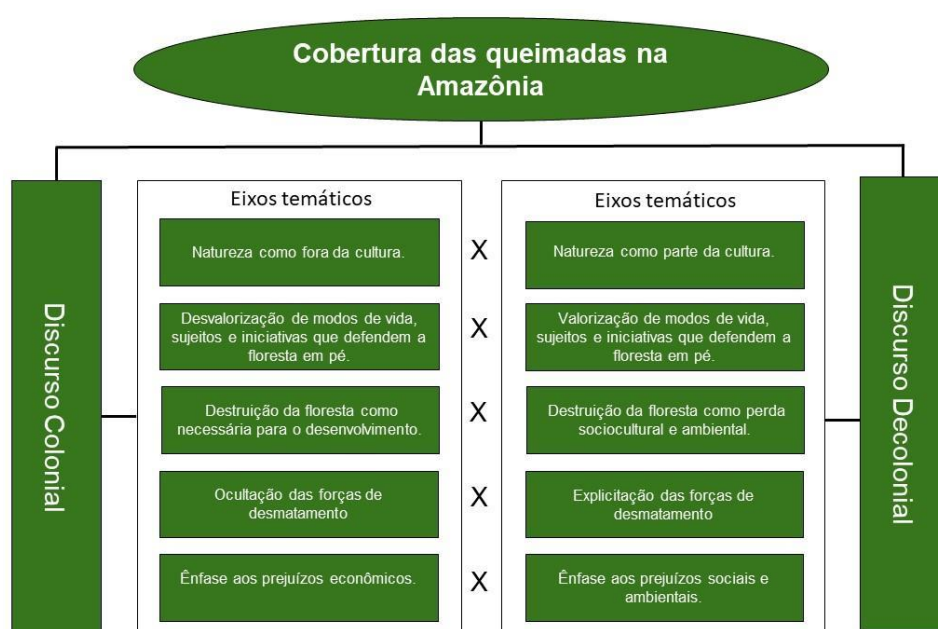 Cobertura das queimadas na
Amazônia
Discurso Colonial
Eixos temáticos
Natureza como fora da cultura.
Desvalorização de modos de vida,
sujeitos e iniciativas que defendem a
floresta em pé.
Destruição da floresta como
necessária para o desenvolvimento.
Ocultação das forças de
desmatamento
Ênfase aos prejuízos econômicos.
X
X
X
X
X
Eixos temáticos
Natureza como parte da cultura.
Valorização de modos de vida,
sujeitos e iniciativas que defendem a
floresta em pé.
Destruição da floresta como perda
sociocultural e ambiental.
Explicitação das forças de
desmatamento
Ênfase aos prejuízos sociais e
ambientais.
Discurso Decolonial